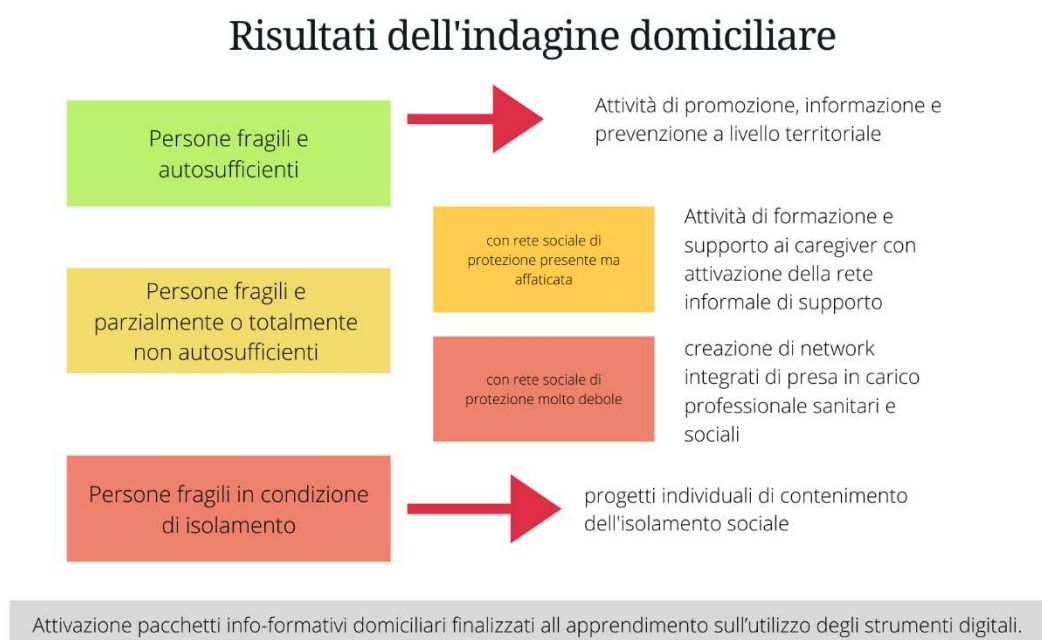 Risultati dell'indagine domiciliare
Persone fragili e
autosufficienti
Attività di promozione, informazione e
prevenzione a livello territoriale
Persone fragili e
parzialmente o totalmente
non autosufficienti
con rete sociale di
protezione presente ma
affaticata
Attività di formazione e
supporto ai caregiver con
attivazione della rete
informale di supporto
con rete sociale di
protezione molto debole
creazione di network
integrati di presa in carico
professionale sanitari e
sociali
Persone fragili in condizione
di isolamento
progetti individuali di contenimento
dell'isolamento sociale
Attivazione pacchetti info-formativi domiciliari finalizzati all apprendimento sull’utilizzo degli strumenti digitali.